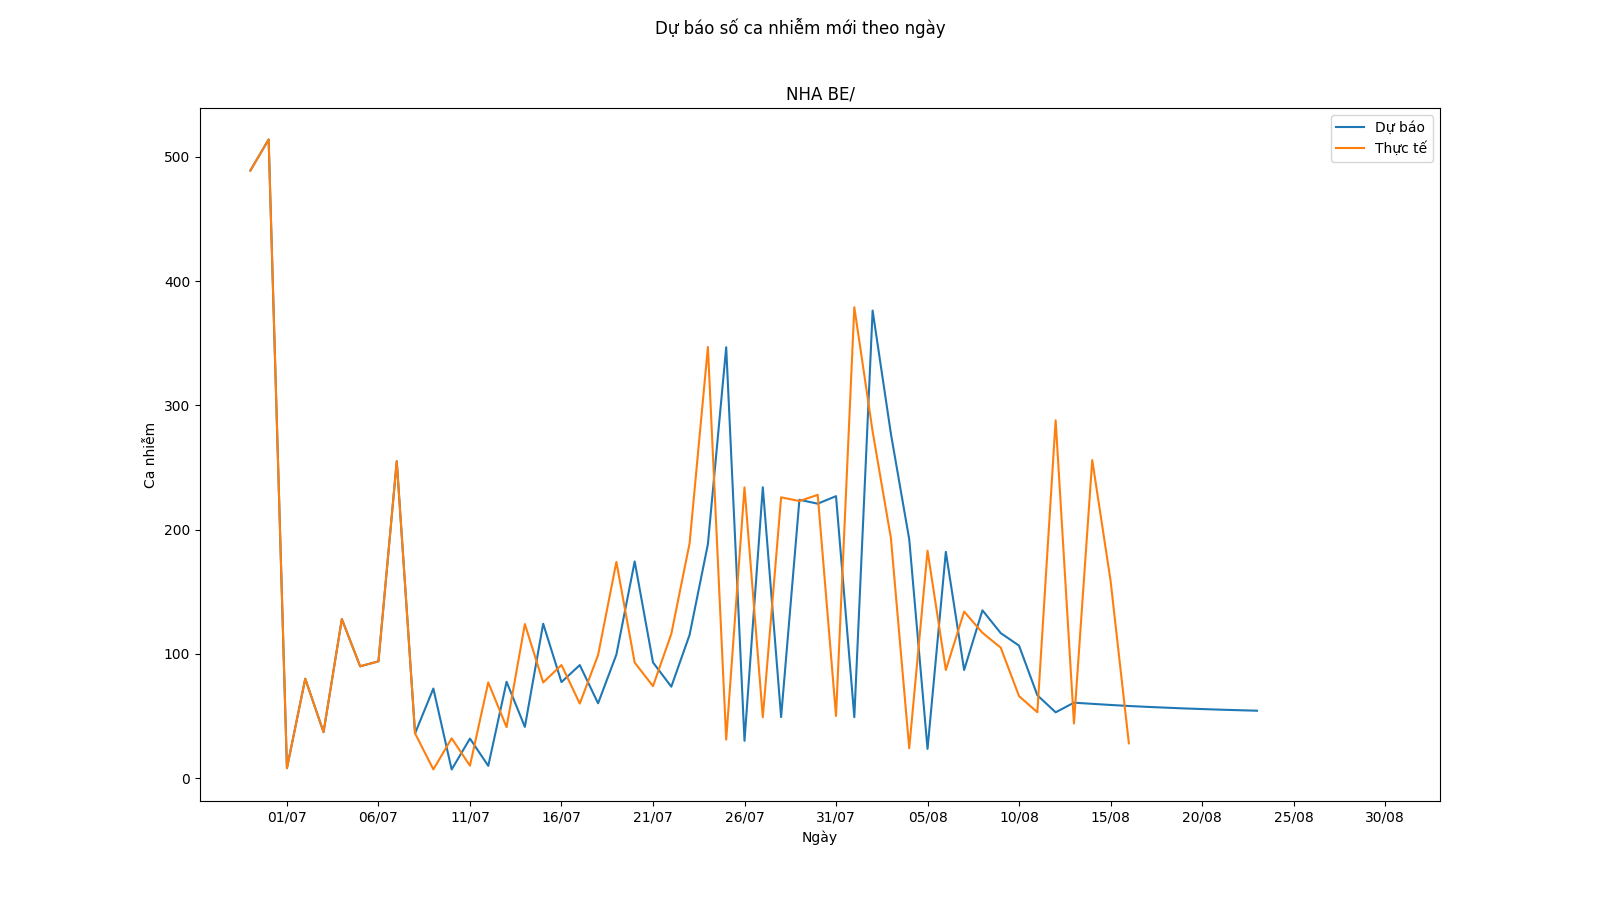 Dự báo số ca nhiễm mới theo ngày
NHA BE/
Dự báo
Thực tế
500
400
300
200
100
0
Ca nhiễm
01/07 06/07 11/07 16/07 21/07 26/07 31/07 05/08 10/08 15/08 20/08 25/08 30/08
Ngày